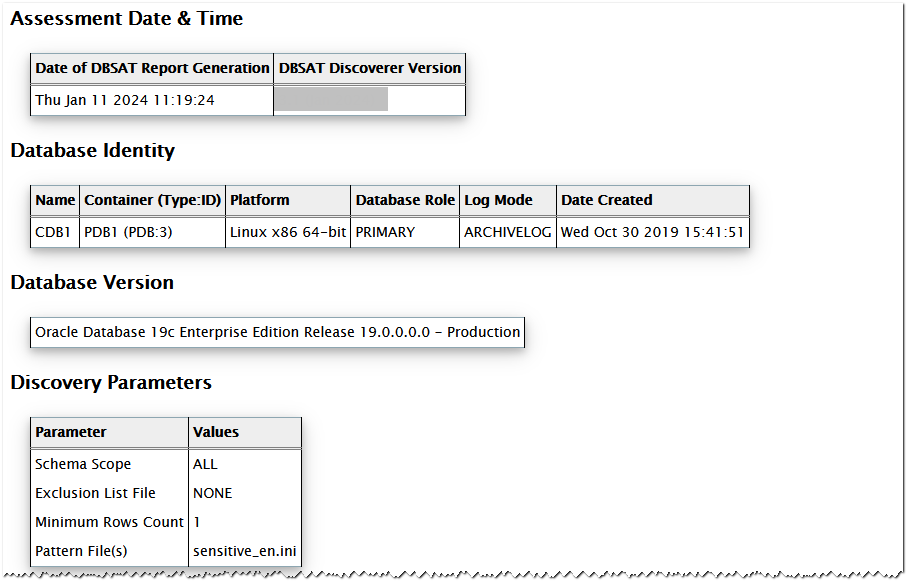 Assessment Date & Time
Date of DBSAT Report Generation DBSAT Discoverer Version
Thu Jan 11 2024 11:19:24
Database Identity
Name Container (Type:ID) Platform Database Role Log Mode Date Created
CDB1 PDB1 (PDB:3) Linux x86 64-bit PRIMARY ARCHIVELOG Wed Oct 30 2019 15:41:51
Database Version
Oracle Database 19c Enterprise Edition Release 19.0.0.0.0 - Production
Discovery Parameters
Parameter Values
Schema Scope ALL
Exclusion List File NONE
Minimum Rows Count 1
Pattern File(s) sensitive_en.ini